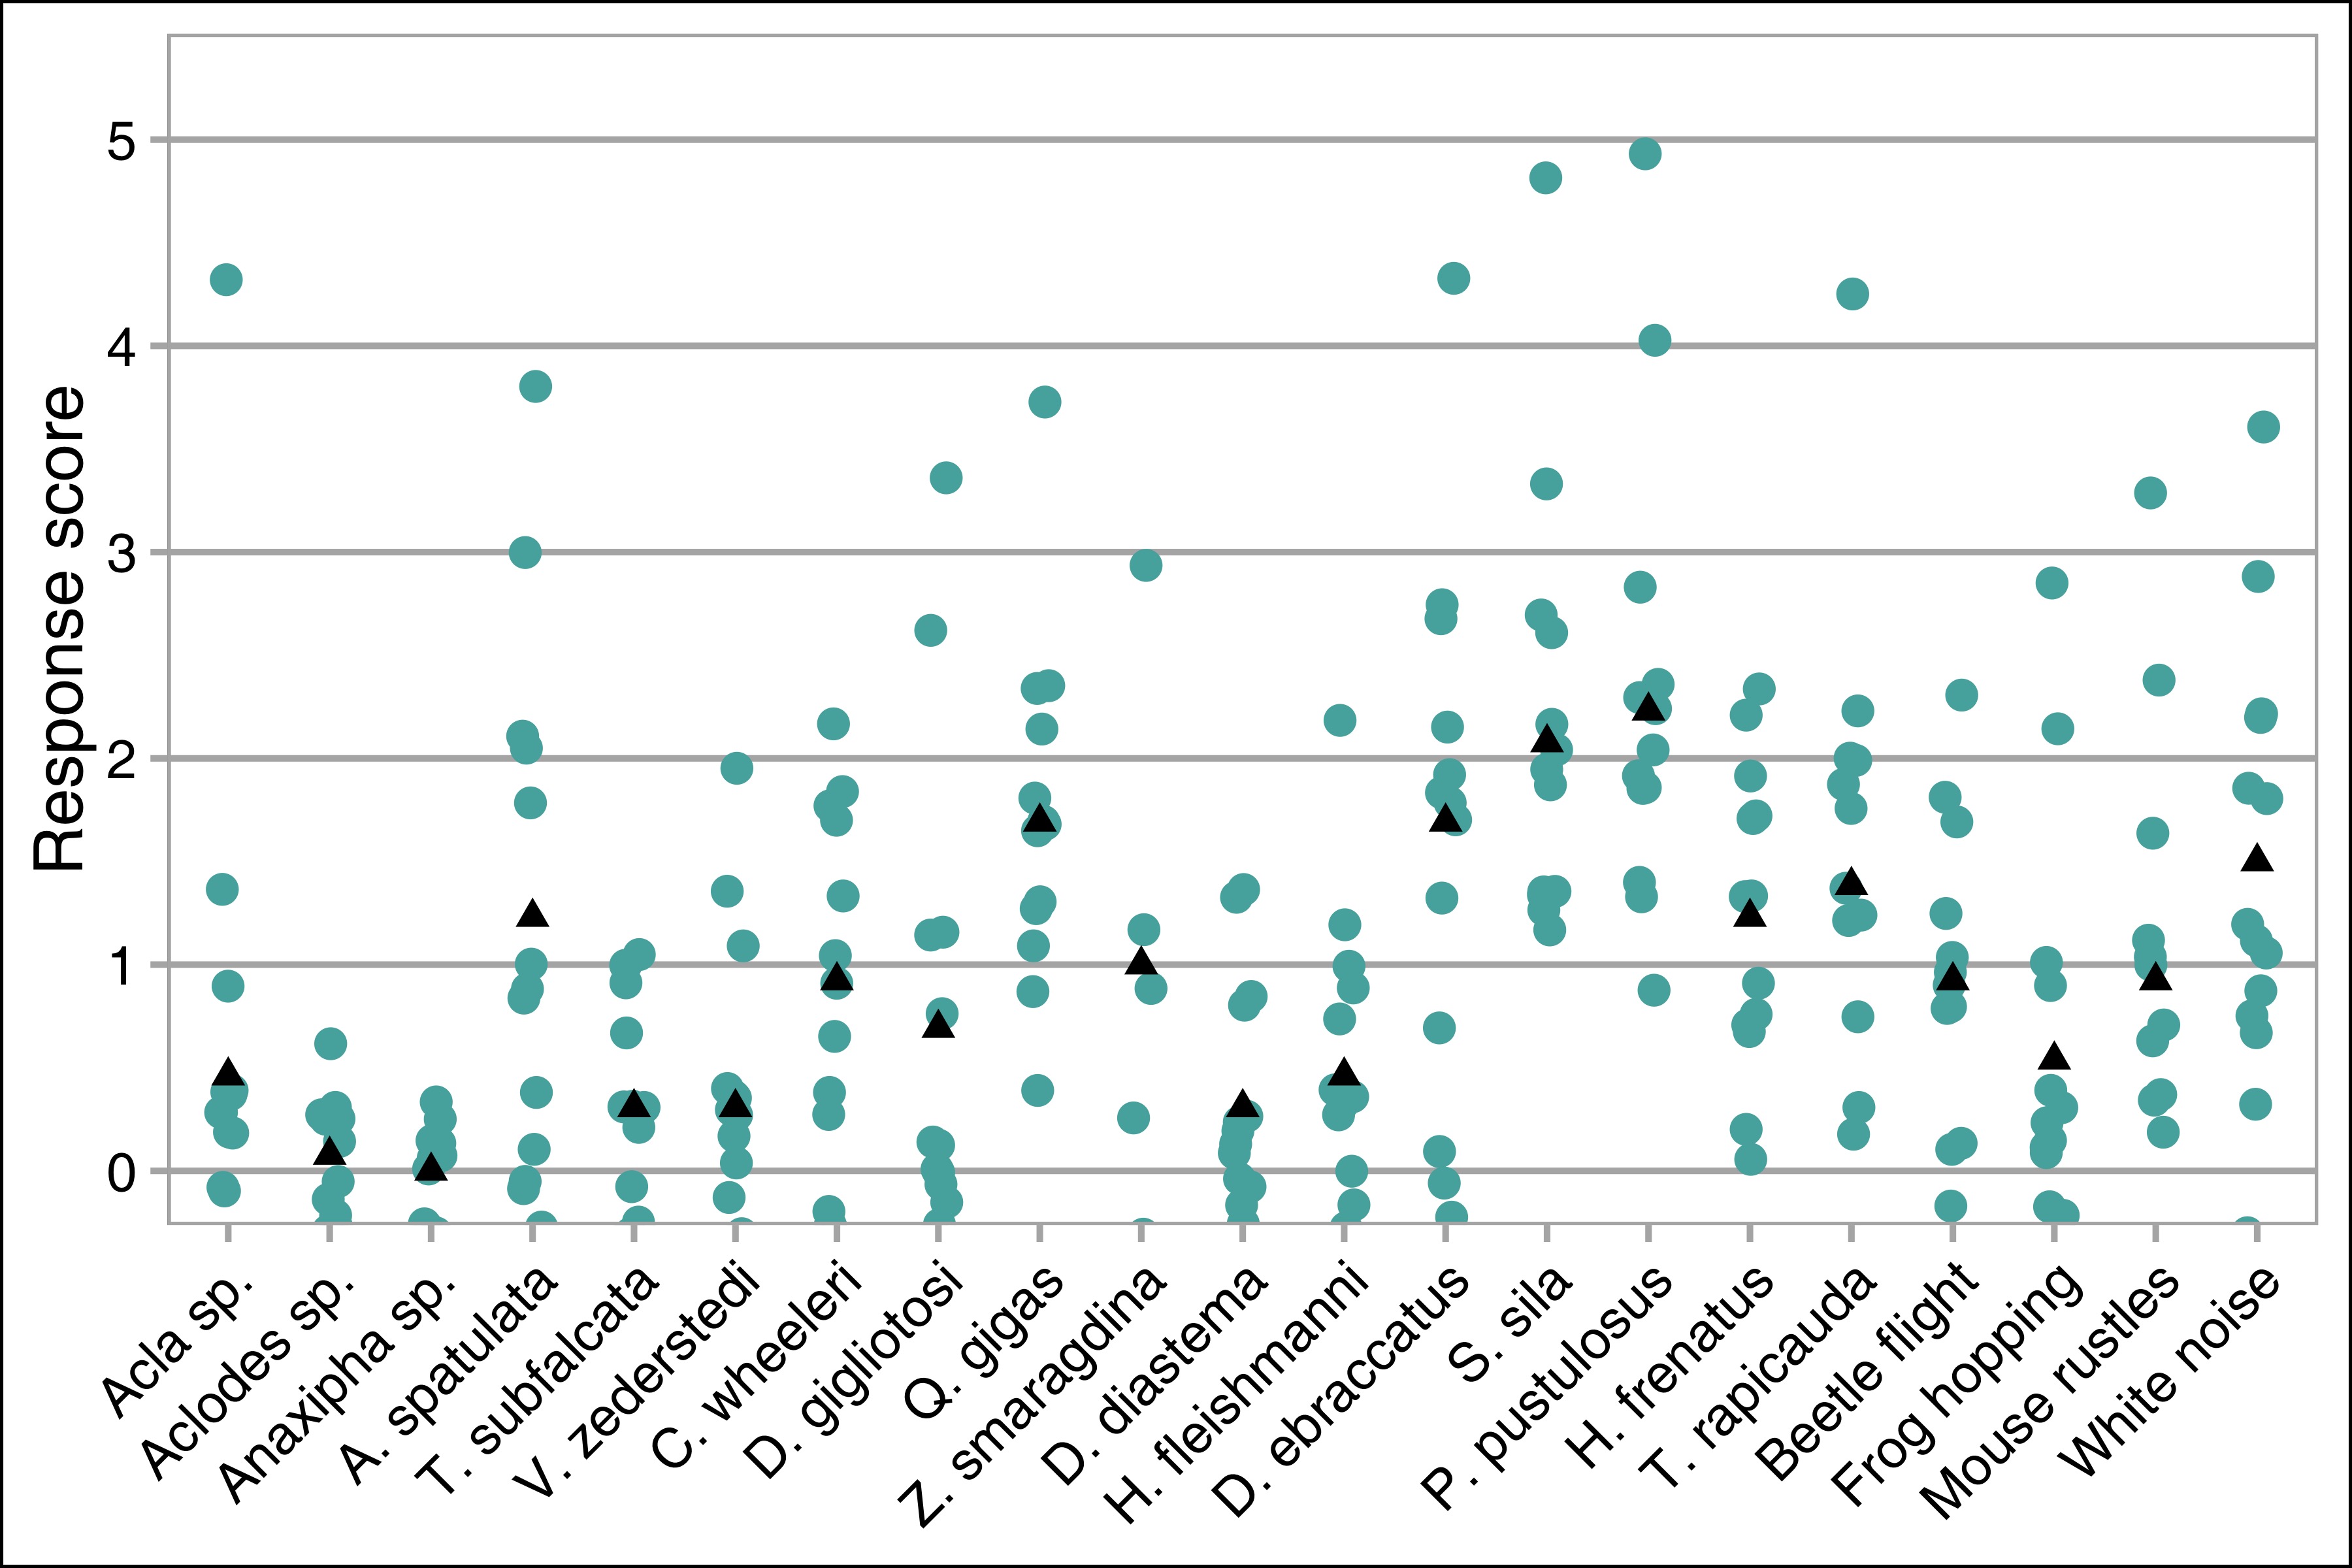 Response score
5
4
3
2
1
0
Acla sp.
Aclodes sp.
Anaxipha sp.
A. spatulata
T. subfalcata
V. zederstedi
C. wheeleri
D. gigliotosi
Q. gigas
Z. smaragdina
D. diastema
H. fleishmanni
D. ebraccatus
S. sila
P. pustulosus
H. frenatus
T. rapicauda
Beetle flight
Frog hopping
Mouse rustles
White noise